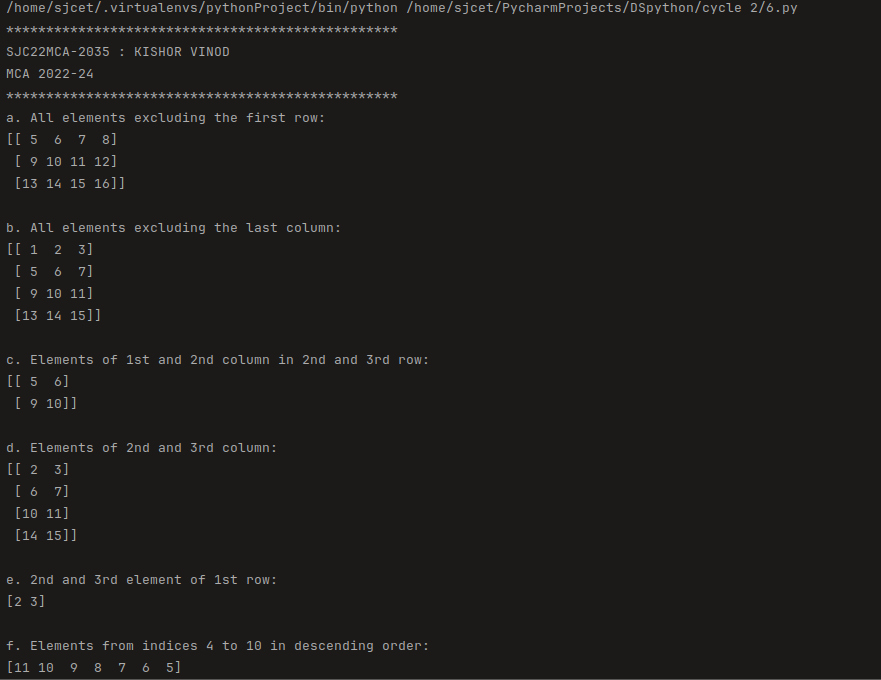 /home/sjcet/.virtualenvs/pythonProject/bin/python /home/sjcet/PycharmProjects/DSpython/cycle 2/6.py
*************************************************
SJC22MCA-2035 : KISHOR VINOD
MCA 2022-24
*************************************************
a. All elements excluding the first row:
[[ 5  6  7  8]
 [ 9 10 11 12]
 [13 14 15 16]]

b. All elements excluding the last column:
[[ 1  2  3]
 [ 5  6  7]
 [ 9 10 11]
 [13 14 15]]

c. Elements of 1st and 2nd column in 2nd and 3rd row:
[[ 5  6]
 [ 9 10]]

d. Elements of 2nd and 3rd column:
[[ 2  3]
 [ 6  7]
 [10 11]
 [14 15]]

e. 2nd and 3rd element of 1st row:
[2 3]

f. Elements from indices 4 to 10 in descending order:
[11 10  9  8  7  6  5]